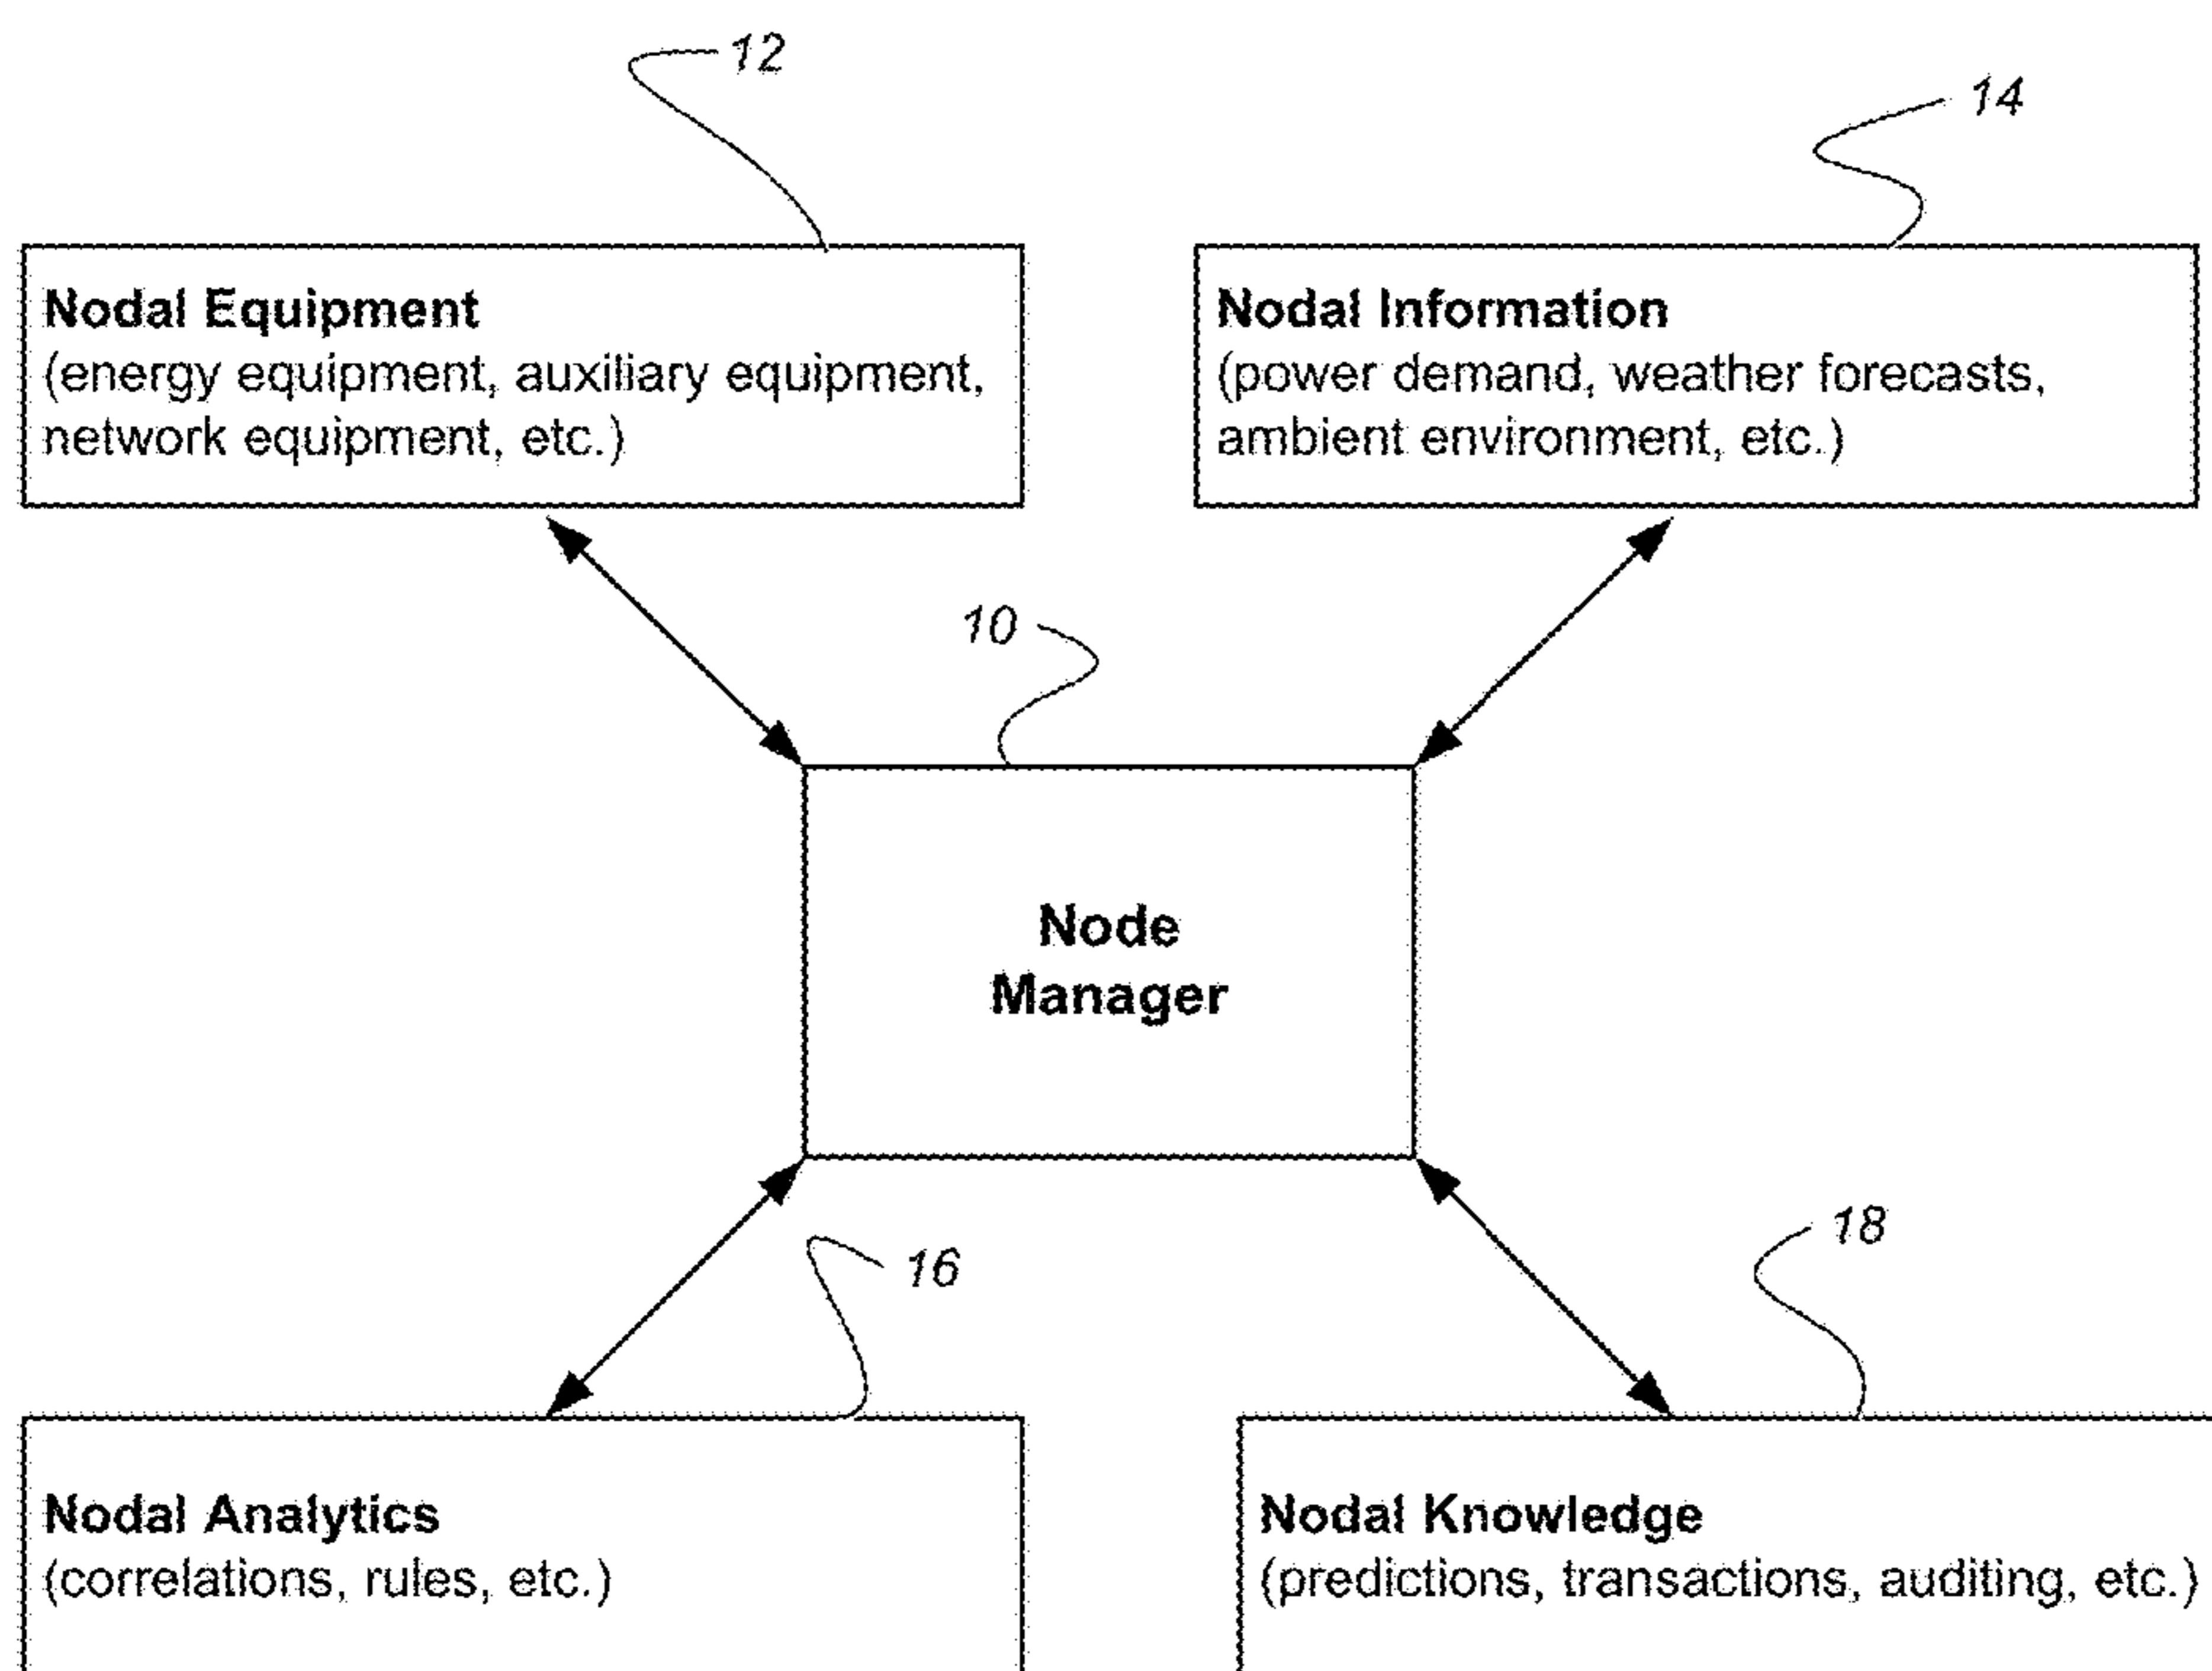 12
14
Nodal Equipment
(energy equipment, auxiliary equipment,
network equipment, etc.)
Nodal Information
(power demand, weather forecasts,
ambient environment, etc.)
10
Node
Manager
16
18
Nodal Analytics
(correlations, rules, etc.)
Nodal Knowledge
(predictions, transactions, auditing, etc.)